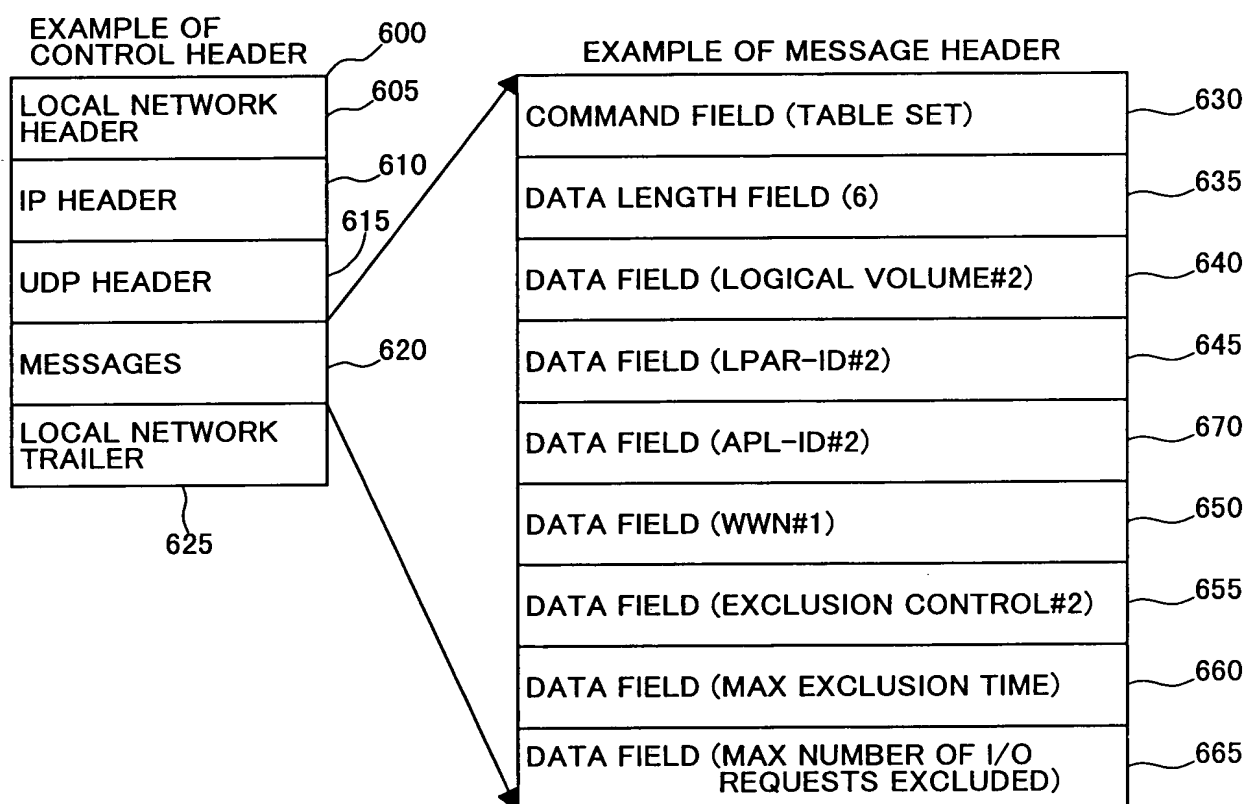 EXAMPLE OF
CONTROL HEADER
600
LOCAL NETWORK
HEADER
605
IP HEADER
610
UDP HEADER
615
MESSAGES
620
LOCAL NETWORK
TRAILER
625
EXAMPLE OF MESSAGE HEADER
COMMAND FIELD (TABLE SET)
630
DATA LENGTH FIELD (6)
635
DATA FIELD (LOGICAL VOLUME#2)
640
DATA FIELD (LPAR-ID#2)
645
DATA FIELD (APL-ID#2)
670
DATA FIELD (WWN#1)
650
DATA FIELD (EXCLUSION CONTROL#2)
655
DATA FIELD (MAX EXCLUSION TIME)
660
DATA FIELD (MAX NUMBER OF I/O
REQUESTS EXCLUDED)
665